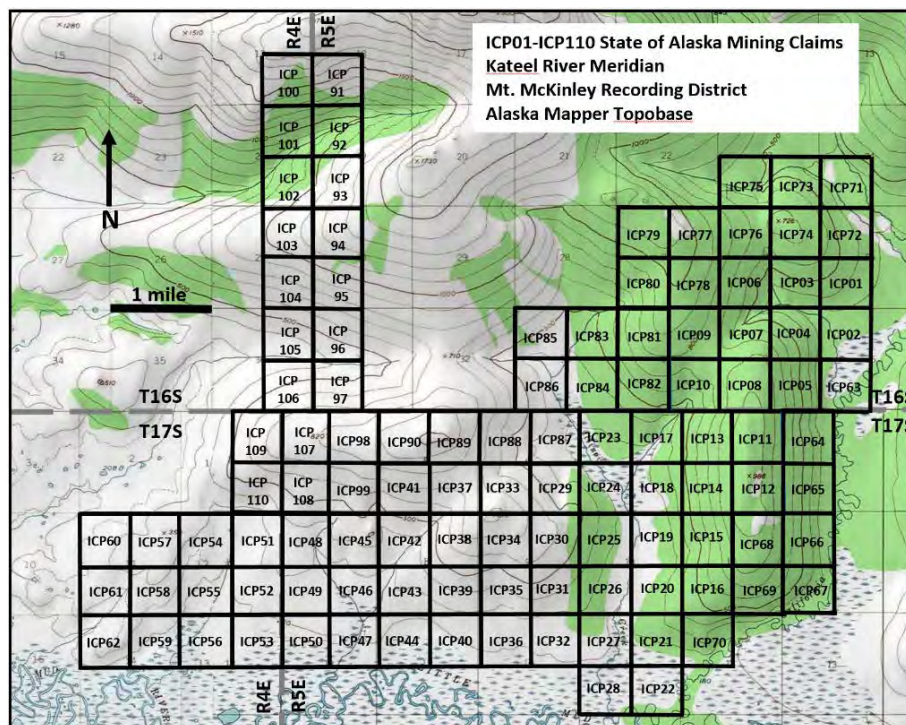 ICP01-ICP110 State of Alaska Mining Claims
Kateel River Meridian
Mt. McKinley Recording District
Alaska Mapper Topobase
R4E R5E
ICP 100 ICP 91
ICP 101 ICP 92
ICP 102 ICP 93 ICP75 ICP73 ICP71
N
ICP 103 ICP 94 ICP79 ICP77 ICP76 ICP74 ICP72
1 mile
ICP 104 ICP 95 ICP80 ICP78 ICP06 ICP03 ICP01
ICP 105 ICP 96 ICP85 ICP83 ICP81 ICP09 ICP07 ICP04 ICP02
ICP 106 ICP 97 ICP86 ICP84 ICP82 ICP10 ICP08 ICP05 ICP63
T16S T16S
T17S T17S
ICP 109 ICP 107 ICP98 ICP90 ICP89 ICP88 ICP87 ICP23 ICP17 ICP13 ICP11 ICP64
ICP 110 ICP 108 ICP99 ICP41 ICP37 ICP33 ICP29 ICP24 ICP18 ICP14 ICP12 ICP65
ICP60 ICP57 ICP54 ICP51 ICP48 ICP45 ICP42 ICP38 ICP34 ICP30 ICP25 ICP19 ICP15 ICP68 ICP66
ICP61 ICP58 ICP55 ICP52 ICP49 ICP46 ICP43 ICP39 ICP35 ICP31 ICP26 ICP20 ICP16 ICP69 ICP67
California
ICP62 ICP59 ICP56 ICP53 ICP50 ICP47 ICP44 ICP40 ICP36 ICP32 ICP27 ICP21 ICP70
Creek
ICP28 ICP22
R4E R5E
MUD RIVER
LITTLE MUD